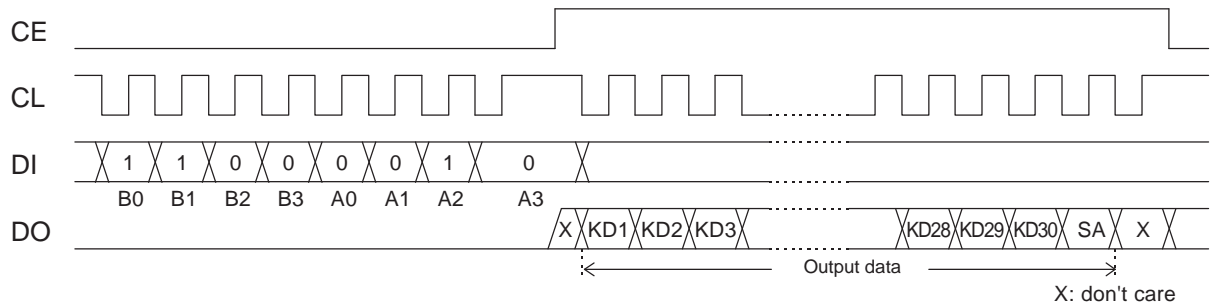 CE
CL
DI 1 1 0 0 0 0 1 0
B0 B1 B2 B3 A0 A1 A2 A3
DO X KD1 KD2 KD3 KD28 KD29 KD30 SA X
Output data
X: don't care